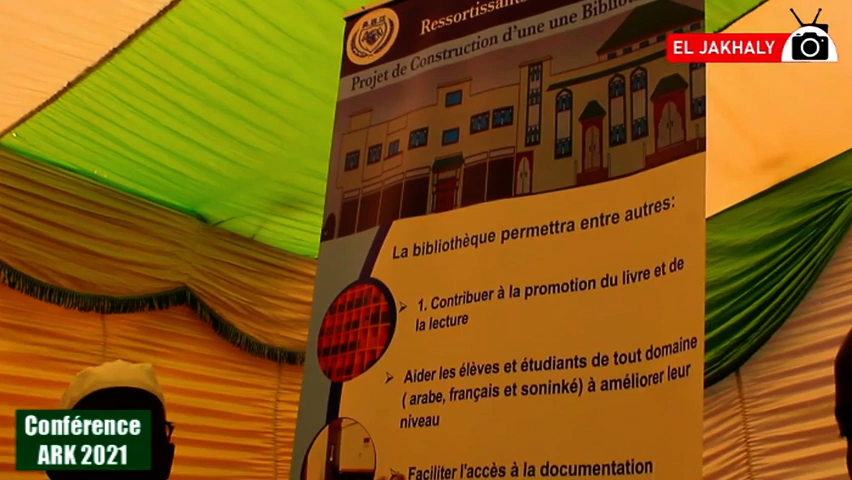 Ressortissants
Projet de Construction d'une une Biblio
EL JAKHALY
La bibliothèque permettra entre autres:
1. Contribuer à la promotion du livre et de
la lecture
Aider les élèves et étudiants de tout domaine
( arabe, français et soninké) à améliorer leur
niveau
Faciliter l'accès à la documentation
Conférence
ARK 2021